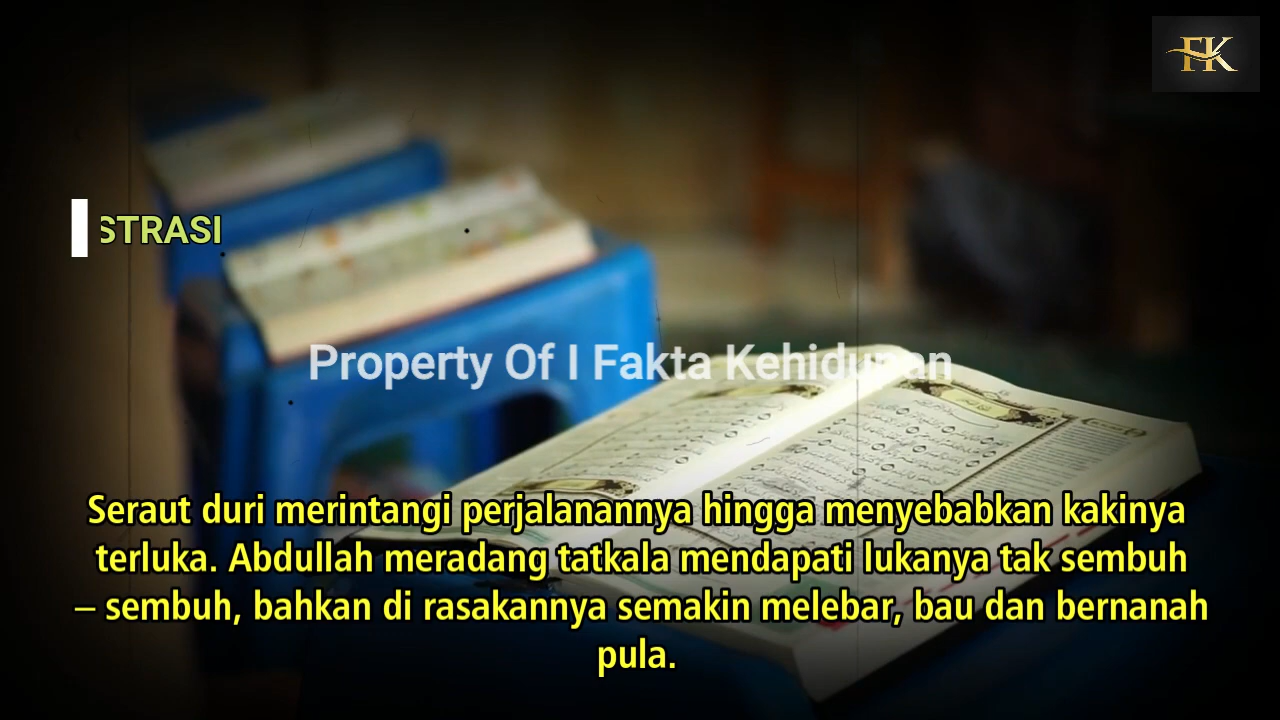 FK
STRASI
Property Of I Fakta Kehidupan
Seraut duri merintangi perjalanannya hingga menyebabkan kakinya
terluka. Abdullah meradang tatkala mendapati lukanya tak sembuh
– sembuh, bahkan di rasakannya semakin melebar, bau dan bernanah
pula.